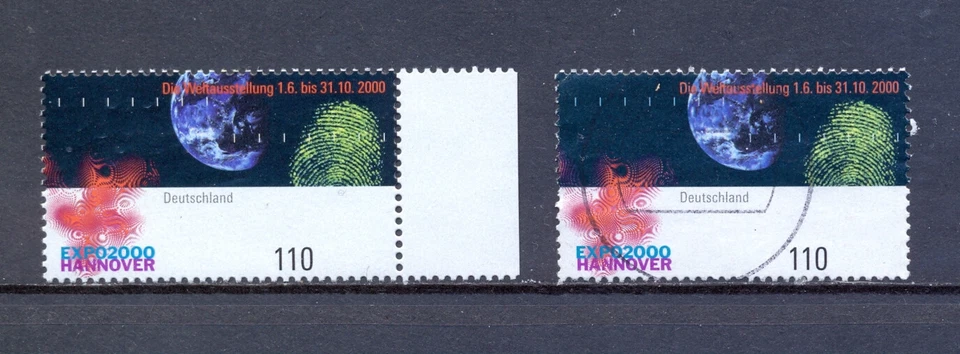 Die Weltausstellung 1.6. bis 31.10. 2000
Deutschland
EXPO2000
HANNOVER
110
Die Weltausstellung 1.6. bis 31.10. 2000
Deutschland
EXPO2000
HANNOVER
110